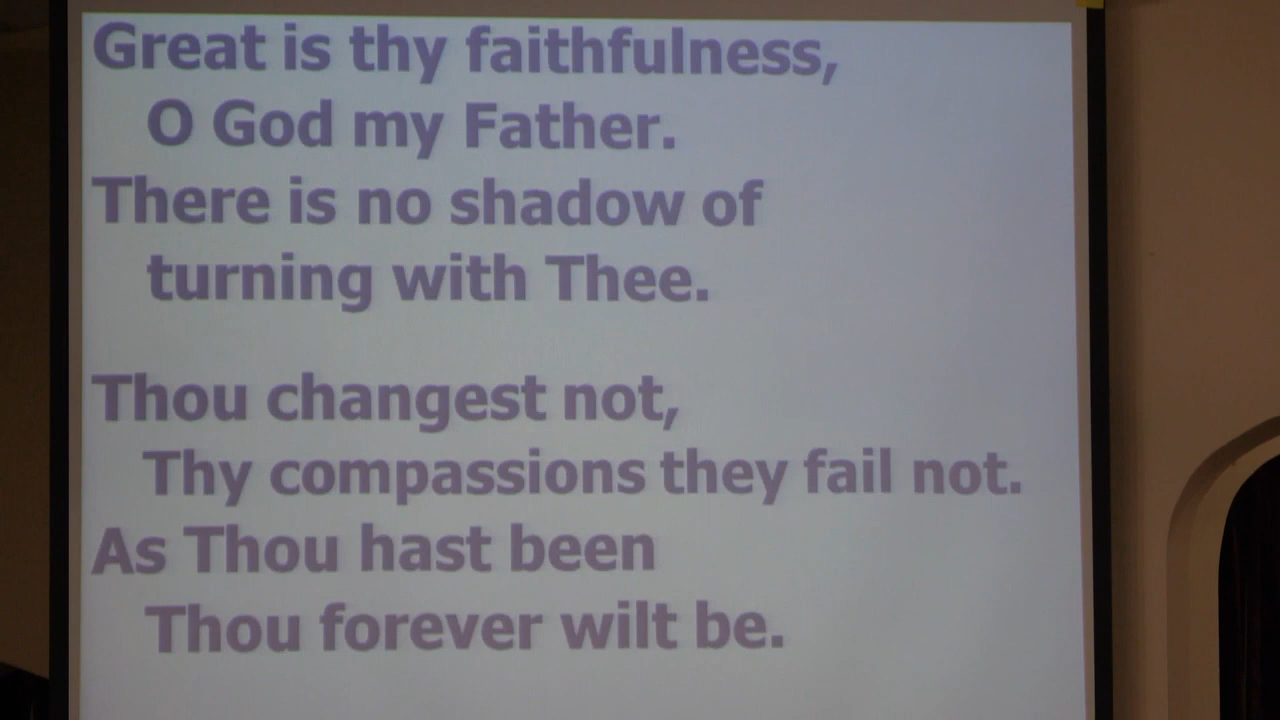 Great is thy faithfulness,
O God my Father.
There is no shadow of
turning with Thee.
Thou changest not,
Thy compassions they fail not.
As Thou hast been
Thou forever wilt be.